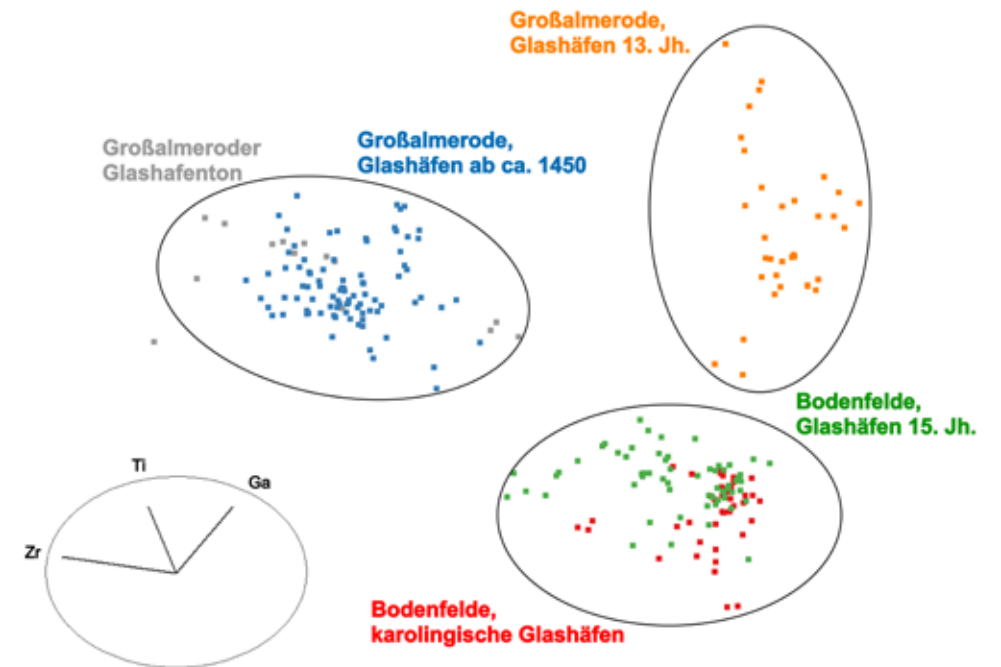 Großalmerode,
Glashäfen 13. Jh.
Großalmeroder
Glashafenton
Großalmerode,
Glashäfen ab ca. 1450
Bodenfelde,
Glashäfen 15. Jh.
Ti
Ga
Zr
Bodenfelde,
karolingische Glashäfen